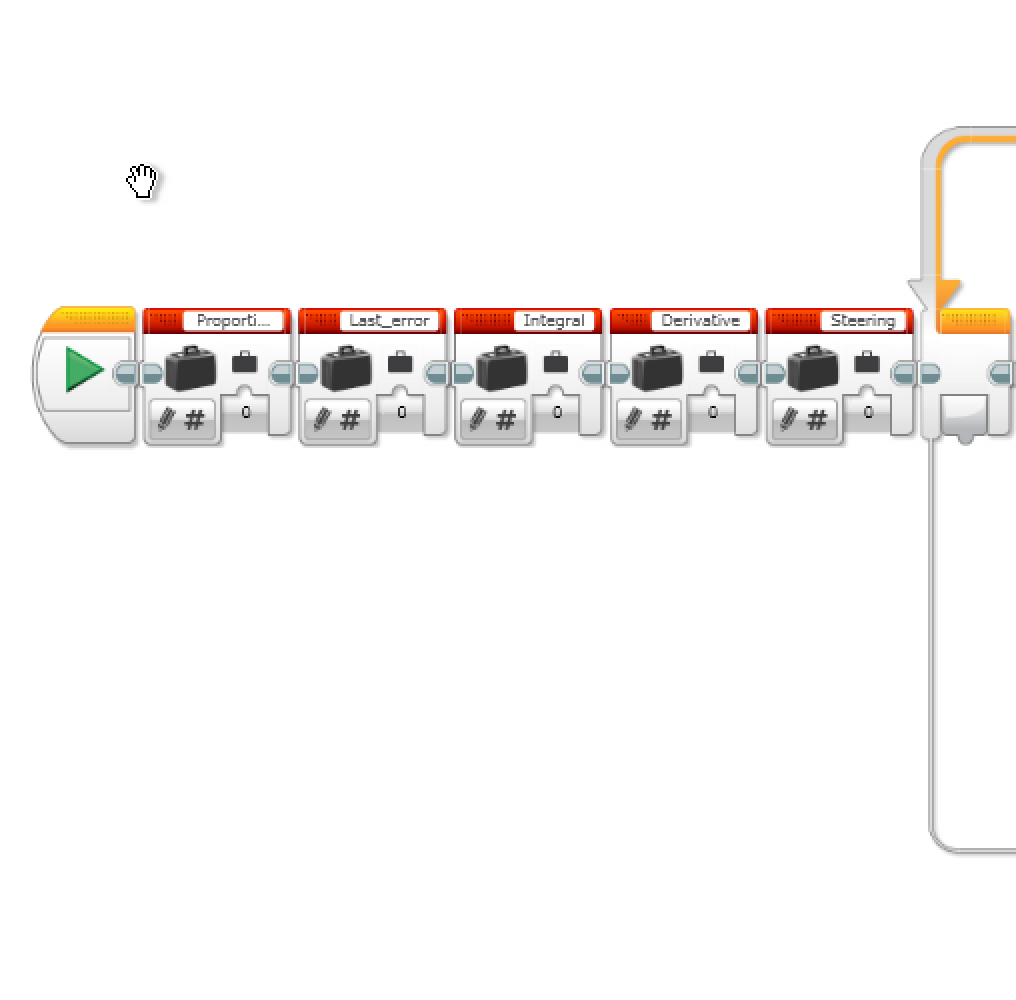 Proporti... Last_error Integral Derivative Steering
# # # # #
0 0 0 0 0